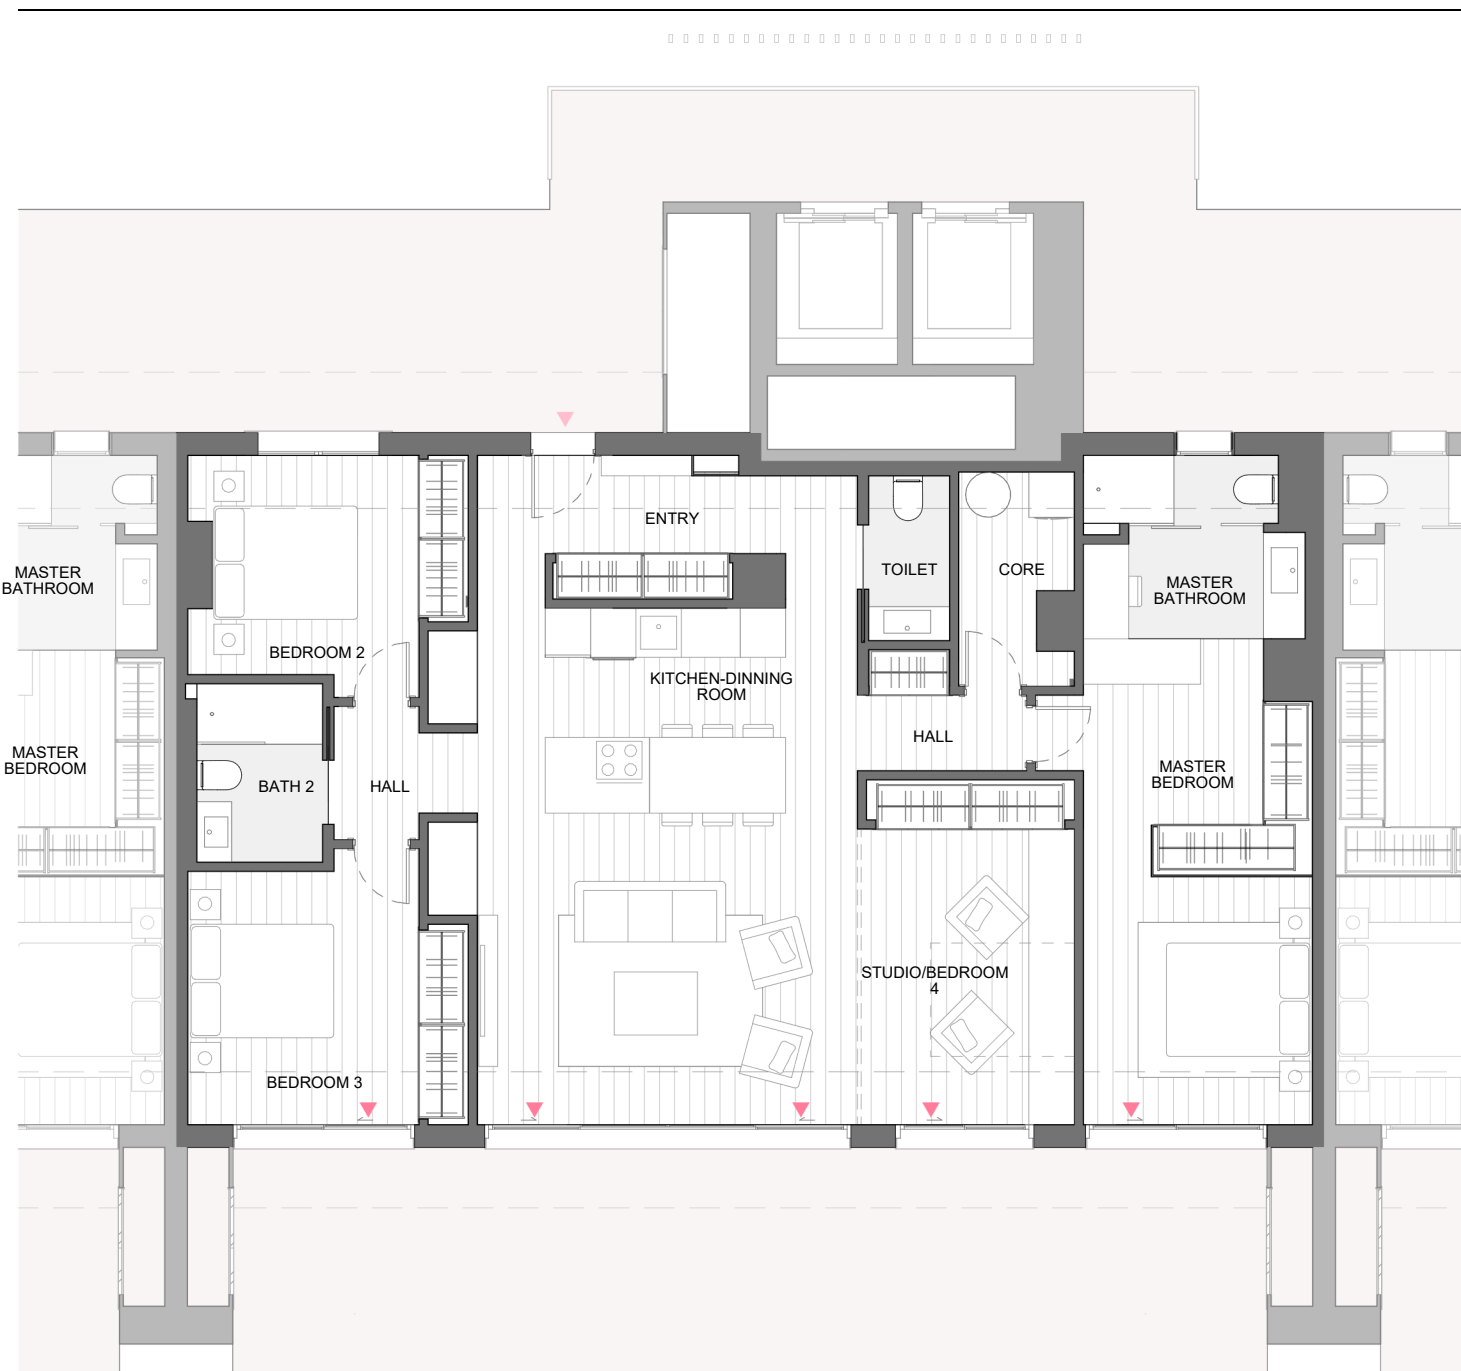 ENTRY
TOILET
CORE
MASTER
BATHROOM
MASTER
BATHROOM
BEDROOM 2
KITCHEN-DINNING
ROOM
HALL
MASTER
BEDROOM
MASTER
BEDROOM
BATH 2
HALL
STUDIO/BEDROOM
4
BEDROOM 3